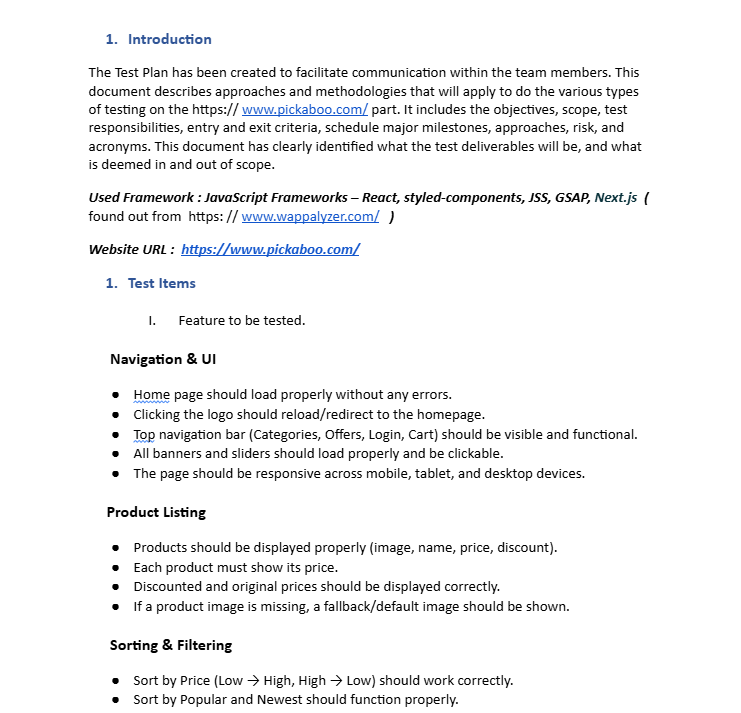 1. Introduction
The Test Plan has been created to facilitate communication within the team members. This
document describes approaches and methodologies that will apply to do the various types
of testing on the https:// www.pickaboo.com/ part. It includes the objectives, scope, test
responsibilities, entry and exit criteria, schedule major milestones, approaches, risk, and
acronyms. This document has clearly identified what the test deliverables will be, and what
is deemed in and out of scope.
Used Framework : JavaScript Frameworks – React, styled-components, JSS, GSAP, Next.js (
found out from https: // www.wappalyzer.com/ )
Website URL : https://www.pickaboo.com/
1. Test Items
I. Feature to be tested.
Navigation & UI
● Home page should load properly without any errors.
● Clicking the logo should reload/redirect to the homepage.
● Top navigation bar (Categories, Offers, Login, Cart) should be visible and functional.
● All banners and sliders should load properly and be clickable.
● The page should be responsive across mobile, tablet, and desktop devices.
Product Listing
● Products should be displayed properly (image, name, price, discount).
● Each product must show its price.
● Discounted and original prices should be displayed correctly.
● If a product image is missing, a fallback/default image should be shown.
Sorting & Filtering
● Sort by Price (Low → High, High → Low) should work correctly.
● Sort by Popular and Newest should function properly.